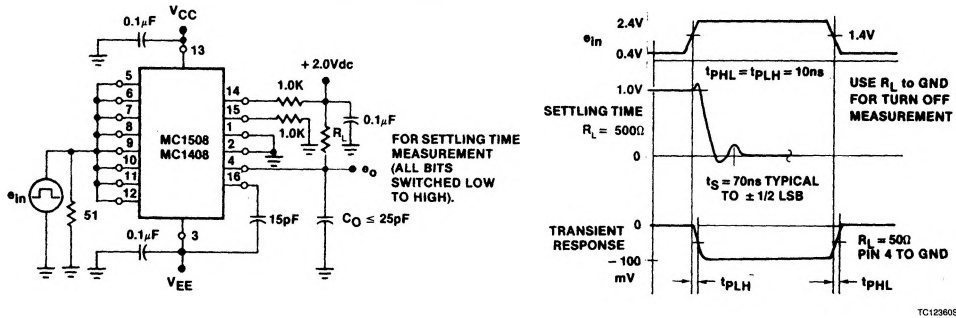 VCC
0.1µF
13
+ 2.0Vdc
5
6
7
8
9
10
11
12
14
15
1
2
4
16
1.0K
1.0K
RL
0.1µF
MC1508
MC1408
eo
ein
51
15pF
CO ≤ 25pF
0.1µF
3
VEE
FOR SETTLING TIME
MEASUREMENT
(ALL BITS
SWITCHED LOW
TO HIGH).
2.4V
ein
1.4V
0.4V
tPHL = tPLH = 10ns
USE RL to GND
FOR TURN OFF
MEASUREMENT
1.0V
SETTLING TIME
RL = 500Ω
0
tS = 70ns TYPICAL
TO ± 1/2 LSB
TRANSIENT
RESPONSE
0
- 100
mV
RL = 50Ω
PIN 4 TO GND
tPLH
tPHL
TC12360S